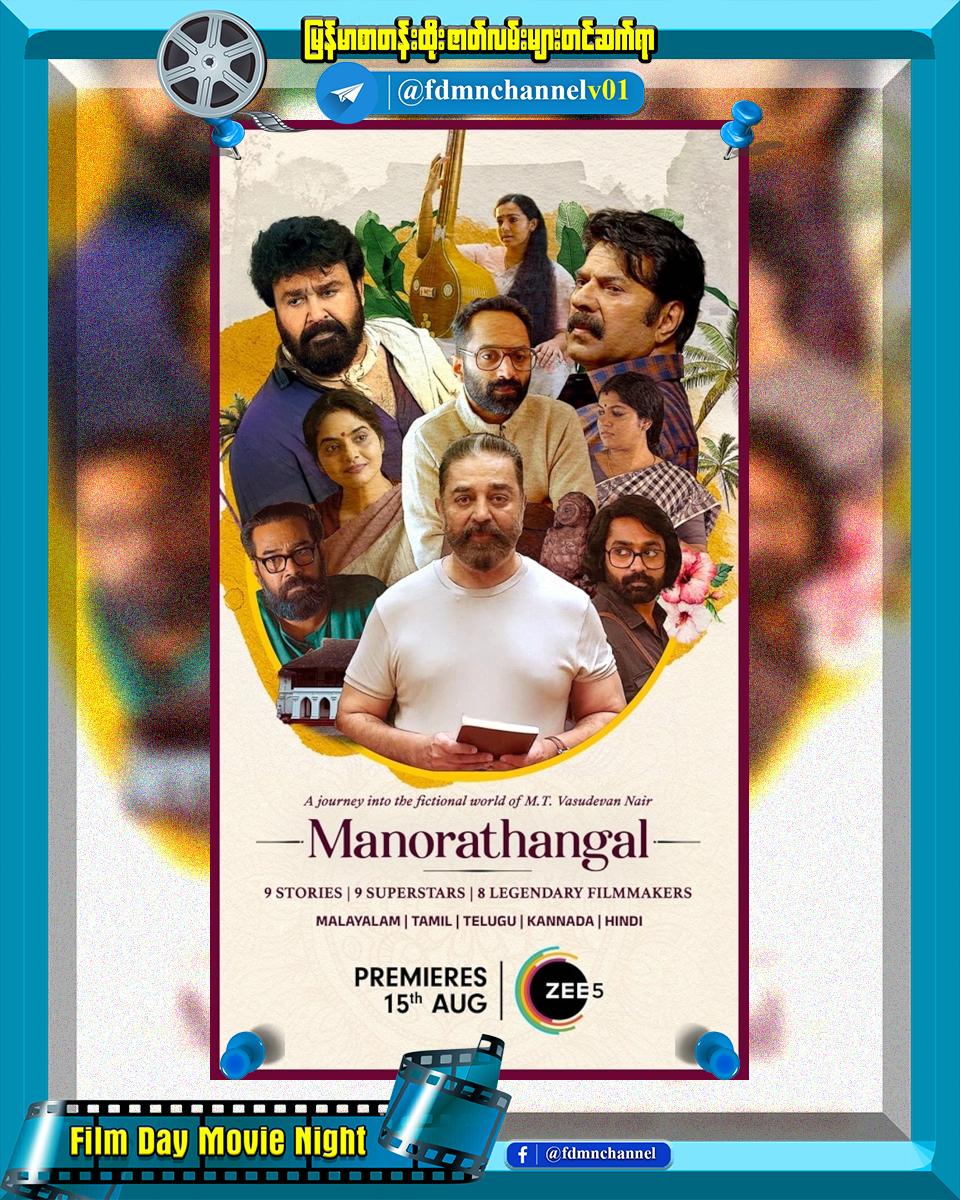 မြန်မာစာတန်းထိုးဇာတ်လမ်းများတင်ဆက်ရာ
@fdmnchannelv01
A journey into the fictional world of M.T. Vasudevan Nair
Manorathangal
9 STORIES | 9 SUPERSTARS | 8 LEGENDARY FILMMAKERS
MALAYALAM | TAMIL | TELUGU | KANNADA | HINDI
PREMIERES
15th AUG
ZEE5
Film Day Movie Night
@fdmnchannel